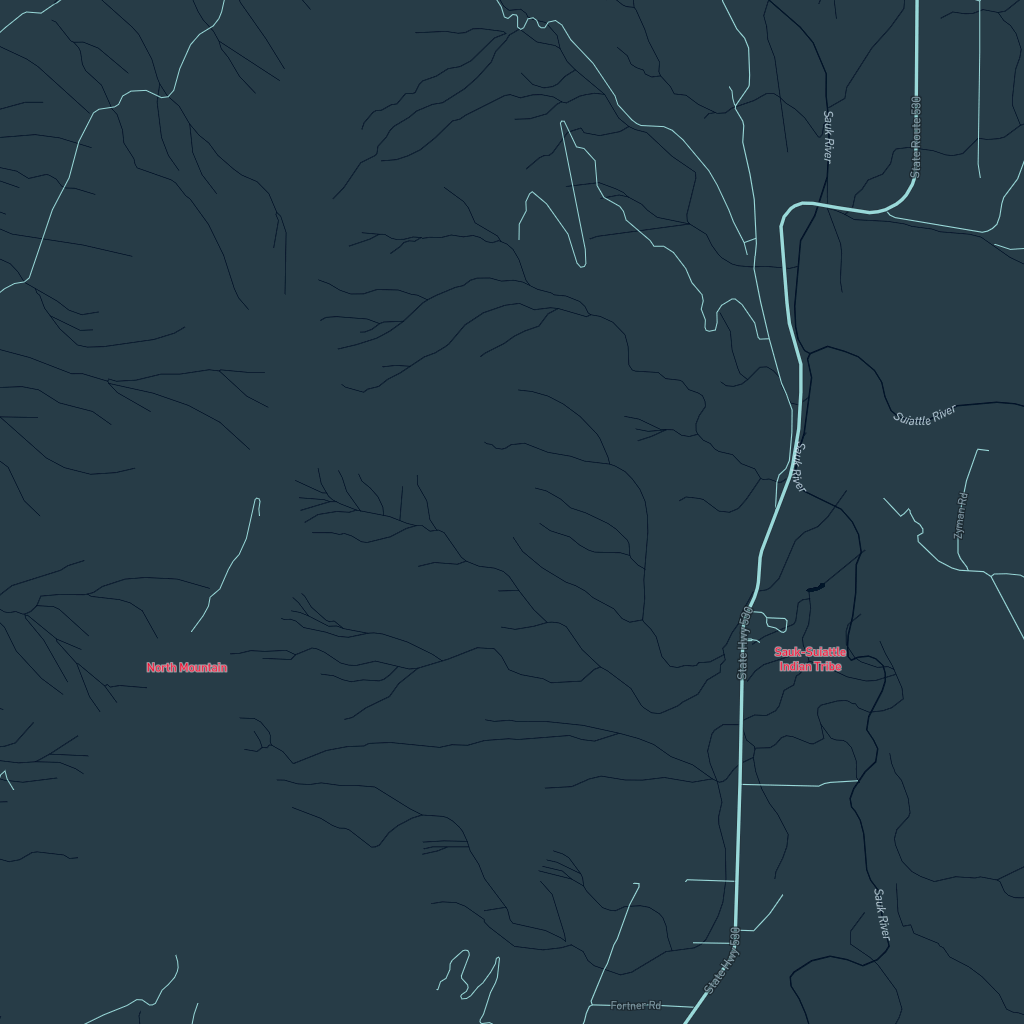 State Route 530
Sauk River
Suiattle River
Sauk River
Zyman Rd
State Hwy 530
North Mountain
Sauk-Suiattle
Indian Tribe
Sauk River
State Hwy 530
Fortner Rd